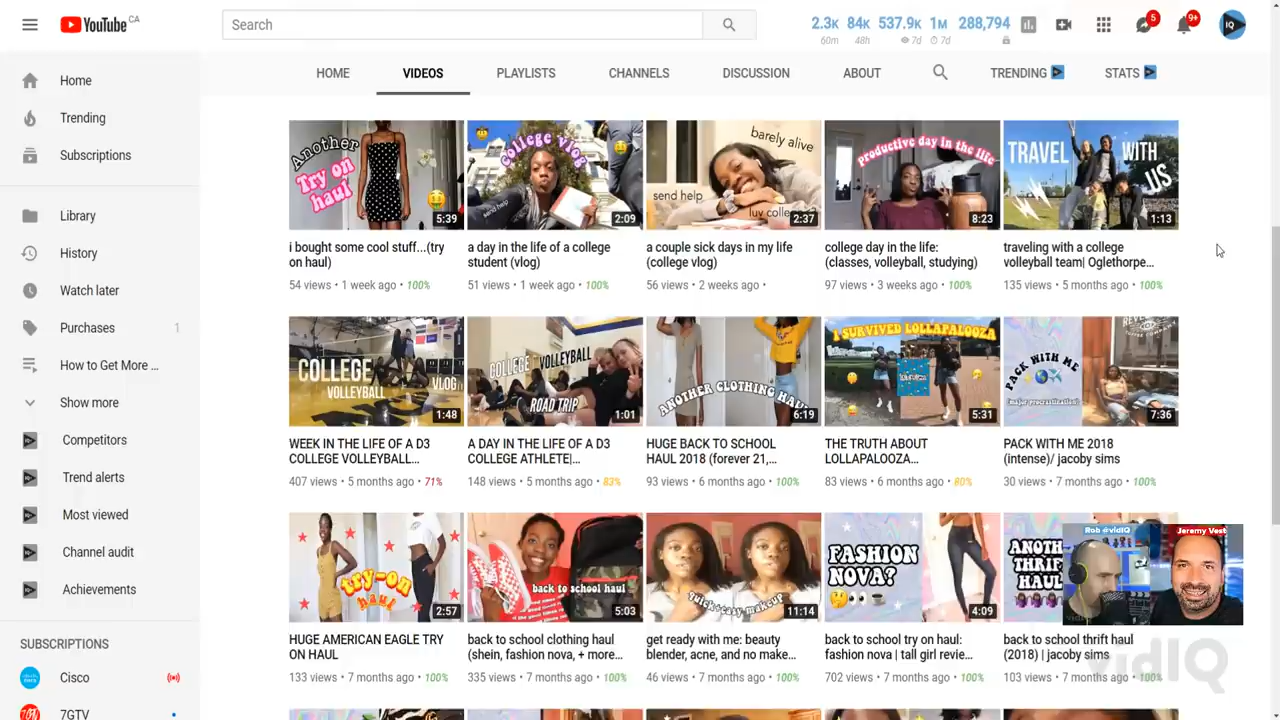 YouTube CA
Search
2.3K 84K 537.9K 1M 288,794
60m 48h 7d 7d
5
9+
IQ
Home
Trending
Subscriptions
Library
History
Watch later
Purchases 1
How to Get More ...
Show more
Competitors
Trend alerts
Most viewed
Channel audit
Achievements
SUBSCRIPTIONS
Cisco
7GTV
HOME VIDEOS PLAYLISTS CHANNELS DISCUSSION ABOUT TRENDING STATS
Another
Try on
haul
5:39
College vlog
send help
2:09
barely alive
send help
luv colle
2:37
Productive day in the life
8:23
TRAVEL WITH
US
1:13
i bought some cool stuff...(try
on haul)
54 views • 1 week ago • 100%
a day in the life of a college
student (vlog)
51 views • 1 week ago • 100%
a couple sick days in my life
(college vlog)
56 views • 2 weeks ago •
college day in the life:
(classes, volleyball, studying)
97 views • 3 weeks ago • 100%
traveling with a college
volleyball team| Oglethorpe...
135 views • 5 months ago • 100%
COLLEGE
VOLLEYBALL
VLOG
1:48
COLLEGE VOLLEYBALL
ROAD TRIP
1:01
ANOTHER CLOTHING HAUL
6:19
I SURVIVED LOLLAPALOOZA
5:31
PACK WITH ME
(major procrastination)
7:36
WEEK IN THE LIFE OF A D3
COLLEGE VOLLEYBALL...
407 views • 5 months ago • 71%
A DAY IN THE LIFE OF A D3
COLLEGE ATHLETE|...
148 views • 5 months ago • 83%
HUGE BACK TO SCHOOL
HAUL 2018 (forever 21,...
93 views • 6 months ago • 100%
THE TRUTH ABOUT
LOLLAPALOOZA...
83 views • 6 months ago • 80%
PACK WITH ME 2018
(intense)/ jacoby sims
30 views • 7 months ago • 100%
try-on
haul
2:57
back to school haul
5:03
quick+easy makeup
11:14
FASHION
NOVA?
4:09
ANOTH
THRIF
HAUL
Rob @vidIQ
Jeremy Vest
HUGE AMERICAN EAGLE TRY
ON HAUL
133 views • 7 months ago • 100%
back to school clothing haul
(shein, fashion nova, + more...
335 views • 7 months ago • 100%
get ready with me: beauty
blender, acne, and no make...
46 views • 7 months ago • 100%
back to school try on haul:
fashion nova | tall girl revie...
702 views • 7 months ago • 100%
back to school thrift haul
(2018) | jacoby sims
103 views • 7 months ago • 100%
vidIQ